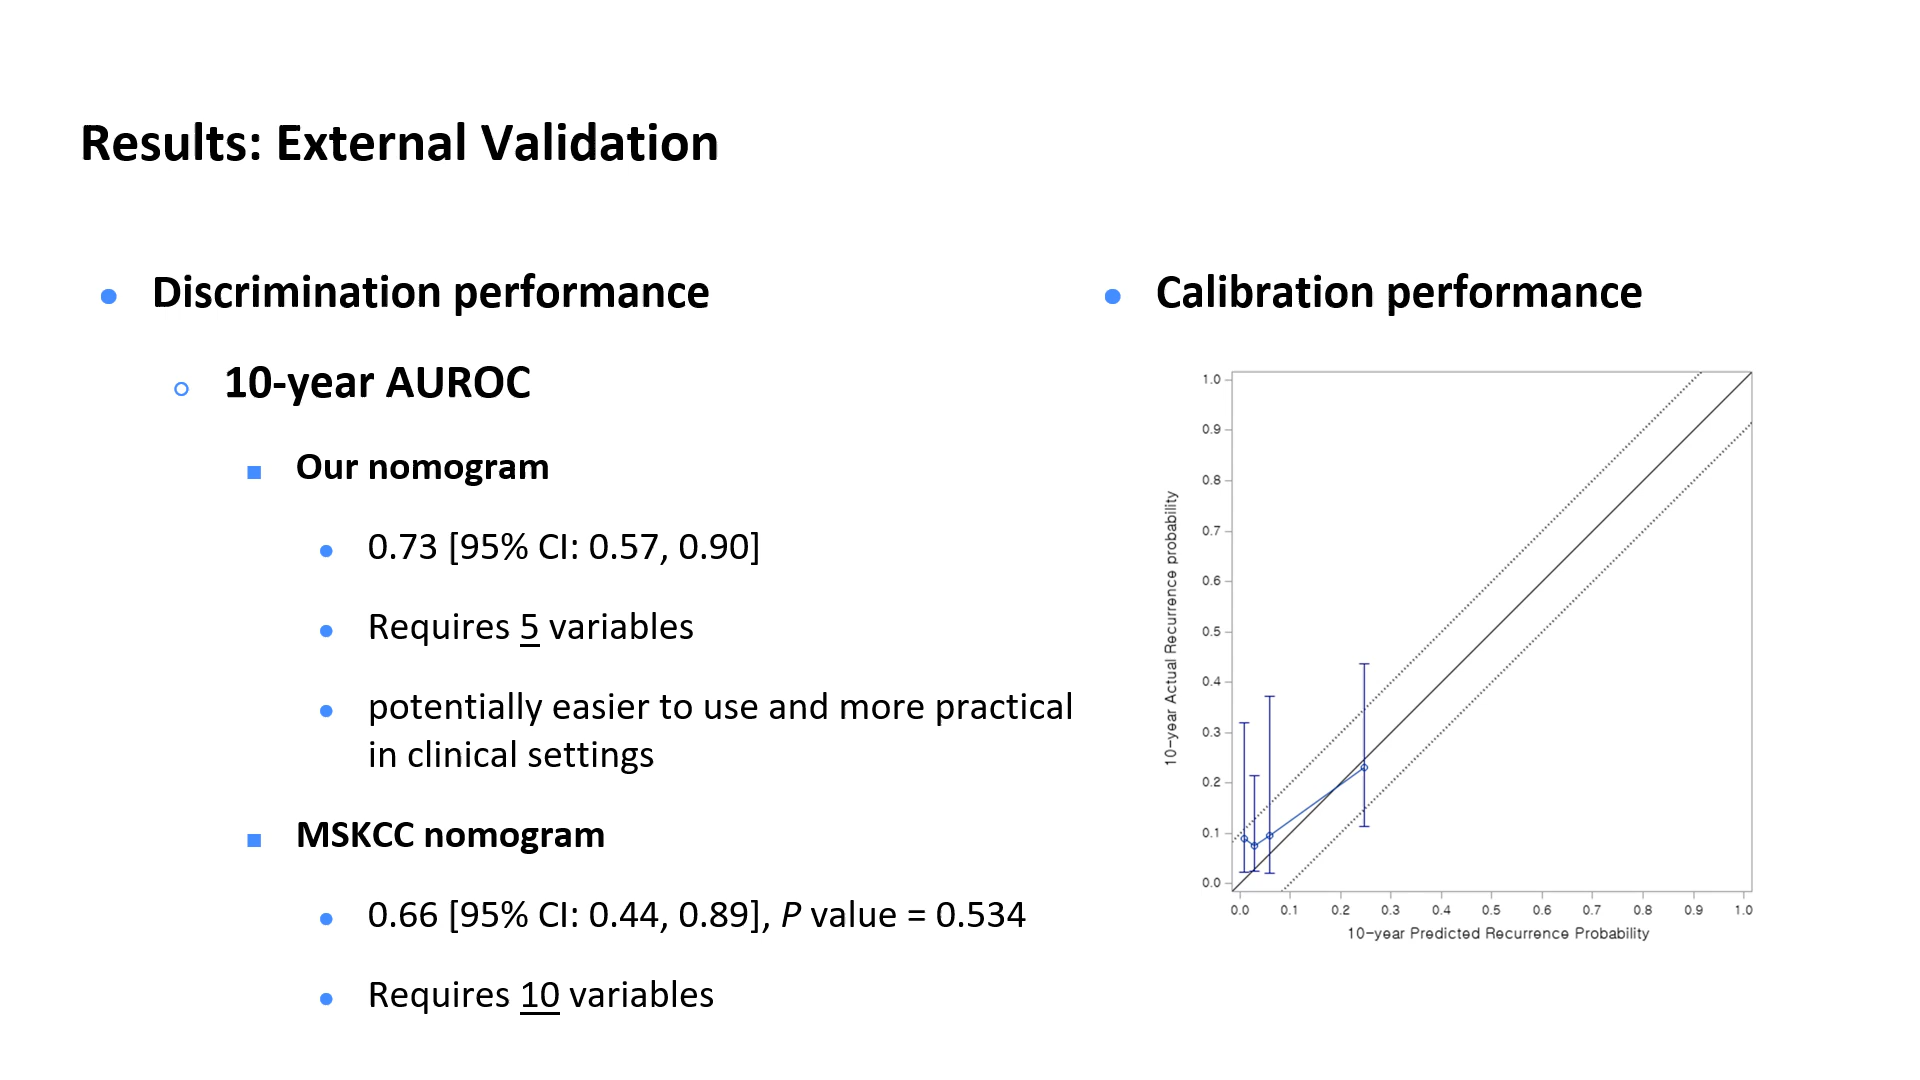 Results: External Validation
Discrimination performance
10-year AUROC
Our nomogram
0.73 [95% CI: 0.57, 0.90]
Requires 5 variables
potentially easier to use and more practical
in clinical settings
MSKCC nomogram
0.66 [95% CI: 0.44, 0.89], P value = 0.534
Requires 10 variables
Calibration performance
10-year Actual Recurrence probability
1.0
0.9
0.8
0.7
0.6
0.5
0.4
0.3
0.2
0.1
0.0
0.0 0.1 0.2 0.3 0.4 0.5 0.6 0.7 0.8 0.9 1.0
10-year Predicted Recurrence Probability